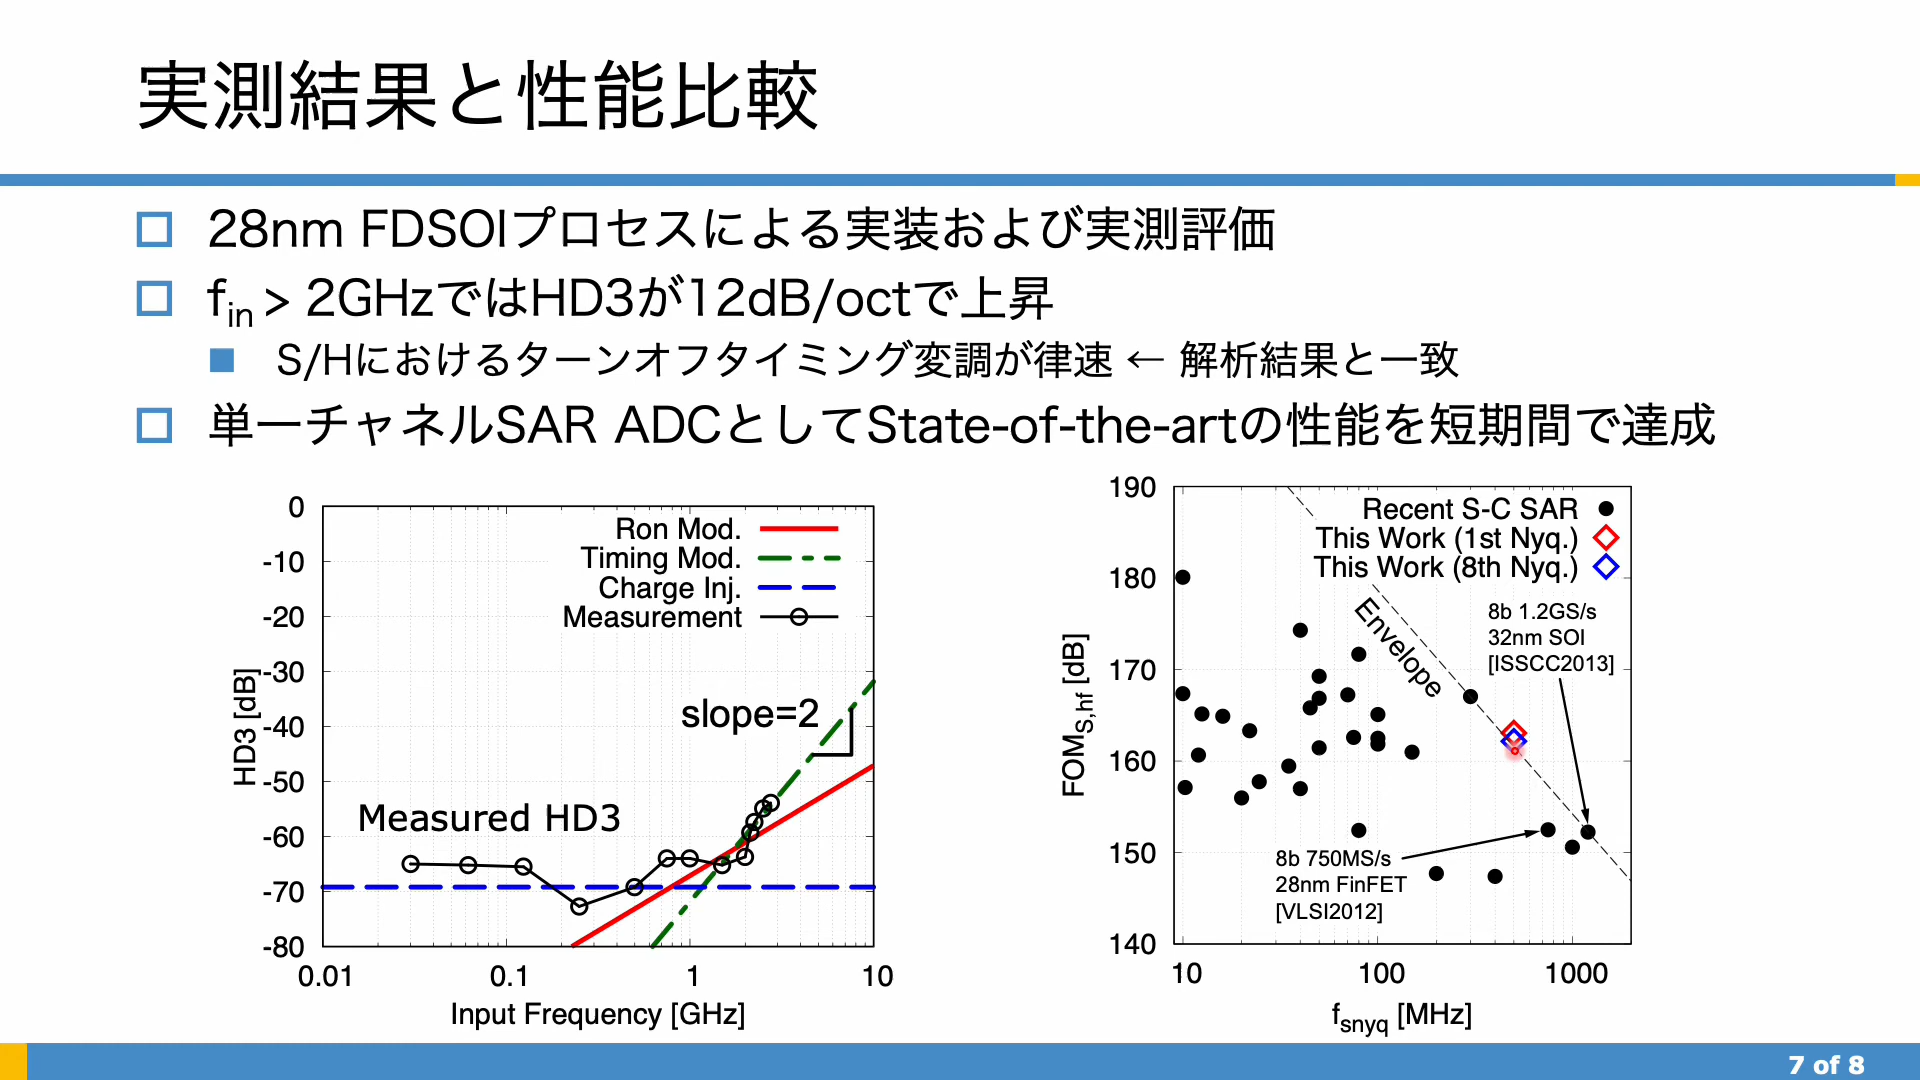 実測結果と性能比較
28nm FDSOIプロセスによる実装および実測評価
fin > 2GHzではHD3が12dB/octで上昇
S/Hにおけるターンオフタイミング変調が律速 ← 解析結果と一致
単一チャネルSAR ADCとしてState-of-the-artの性能を短期間で達成
0
-10
-20
-30
-40
-50
-60
-70
-80
HD3 [dB]
Ron Mod.
Timing Mod.
Charge Inj.
Measurement
slope=2
Measured HD3
0.01
0.1
1
10
Input Frequency [GHz]
190
180
170
160
150
140
FOMS,hf [dB]
Recent S-C SAR
This Work (1st Nyq.)
This Work (8th Nyq.)
Envelope
8b 1.2GS/s
32nm SOI
[ISSCC2013]
8b 750MS/s
28nm FinFET
[VLSI2012]
10
100
1000
fsnyq [MHz]
7 of 8